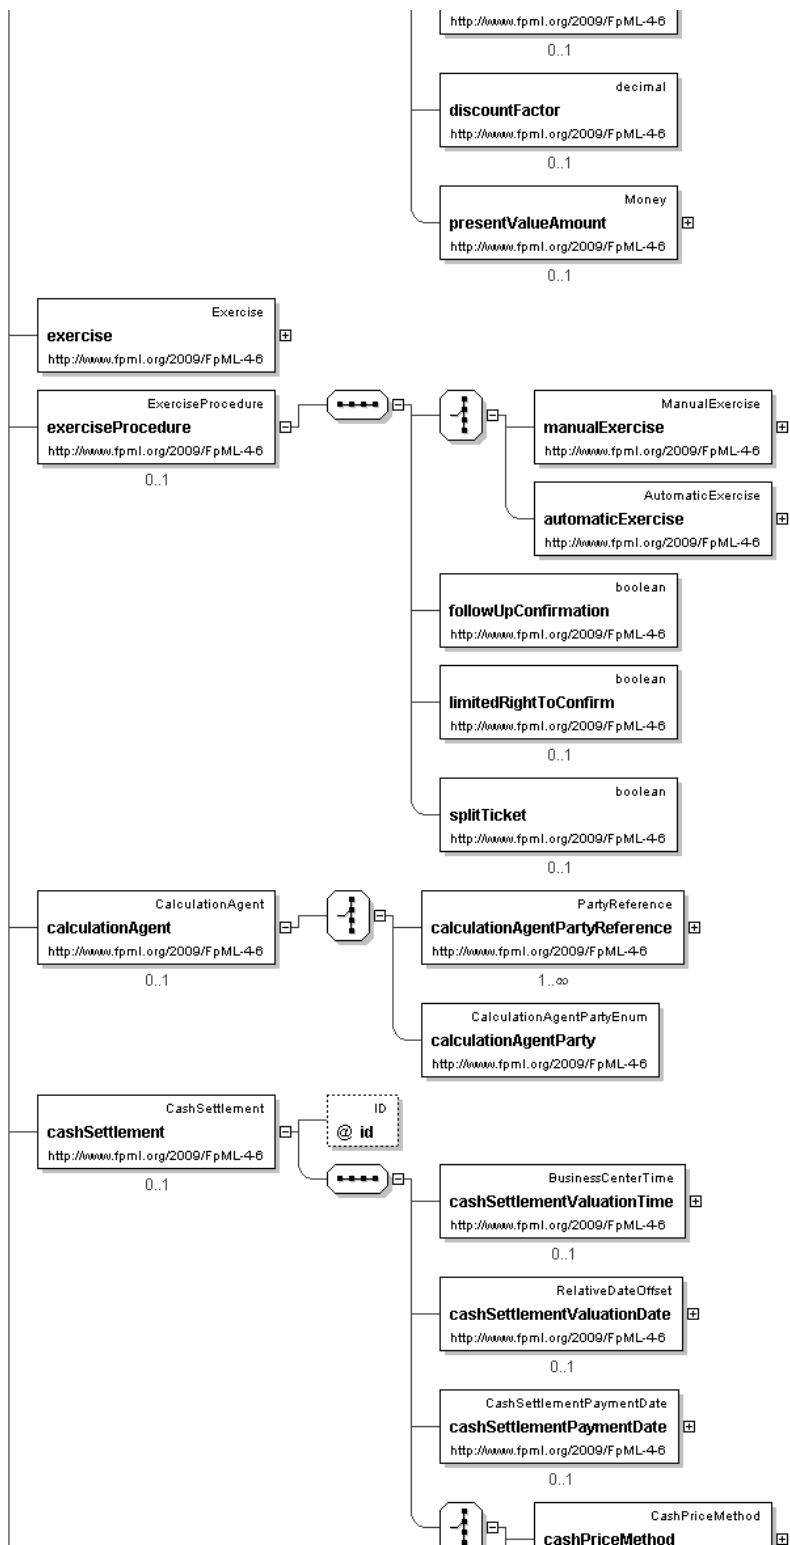 http://www.fpml.org/2009/FpML-4-6
0..1
decimal
discountFactor
http://www.fpml.org/2009/FpML-4-6
0..1
Money
presentValueAmount
http://www.fpml.org/2009/FpML-4-6
0..1
Exercise
exercise
http://www.fpml.org/2009/FpML-4-6
ExerciseProcedure
exerciseProcedure
http://www.fpml.org/2009/FpML-4-6
0..1
ManualExercise
manualExercise
http://www.fpml.org/2009/FpML-4-6
AutomaticExercise
automaticExercise
http://www.fpml.org/2009/FpML-4-6
boolean
followUpConfirmation
http://www.fpml.org/2009/FpML-4-6
boolean
limitedRightToConfirm
http://www.fpml.org/2009/FpML-4-6
0..1
boolean
splitTicket
http://www.fpml.org/2009/FpML-4-6
0..1
CalculationAgent
calculationAgent
http://www.fpml.org/2009/FpML-4-6
0..1
PartyReference
calculationAgentPartyReference
http://www.fpml.org/2009/FpML-4-6
1..∞
CalculationAgentPartyEnum
calculationAgentParty
http://www.fpml.org/2009/FpML-4-6
CashSettlement
cashSettlement
http://www.fpml.org/2009/FpML-4-6
0..1
ID
@ id
BusinessCenterTime
cashSettlementValuationTime
http://www.fpml.org/2009/FpML-4-6
0..1
RelativeDateOffset
cashSettlementValuationDate
http://www.fpml.org/2009/FpML-4-6
0..1
CashSettlementPaymentDate
cashSettlementPaymentDate
http://www.fpml.org/2009/FpML-4-6
0..1
CashPriceMethod
cashPriceMethod